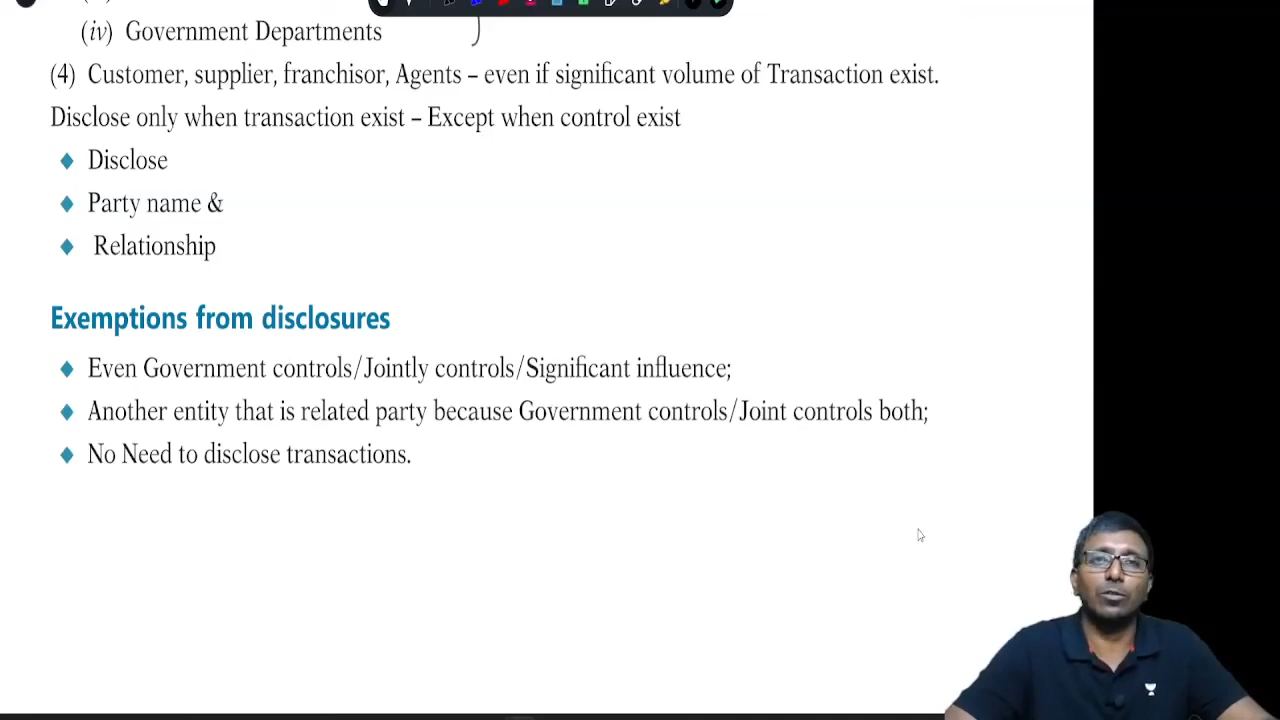 (iv) Government Departments
(4) Customer, supplier, franchisor, Agents – even if significant volume of Transaction exist.
Disclose only when transaction exist – Except when control exist
♦ Disclose
♦ Party name &
♦ Relationship
Exemptions from disclosures
♦ Even Government controls/Jointly controls/Significant influence;
♦ Another entity that is related party because Government controls/Joint controls both;
♦ No Need to disclose transactions.